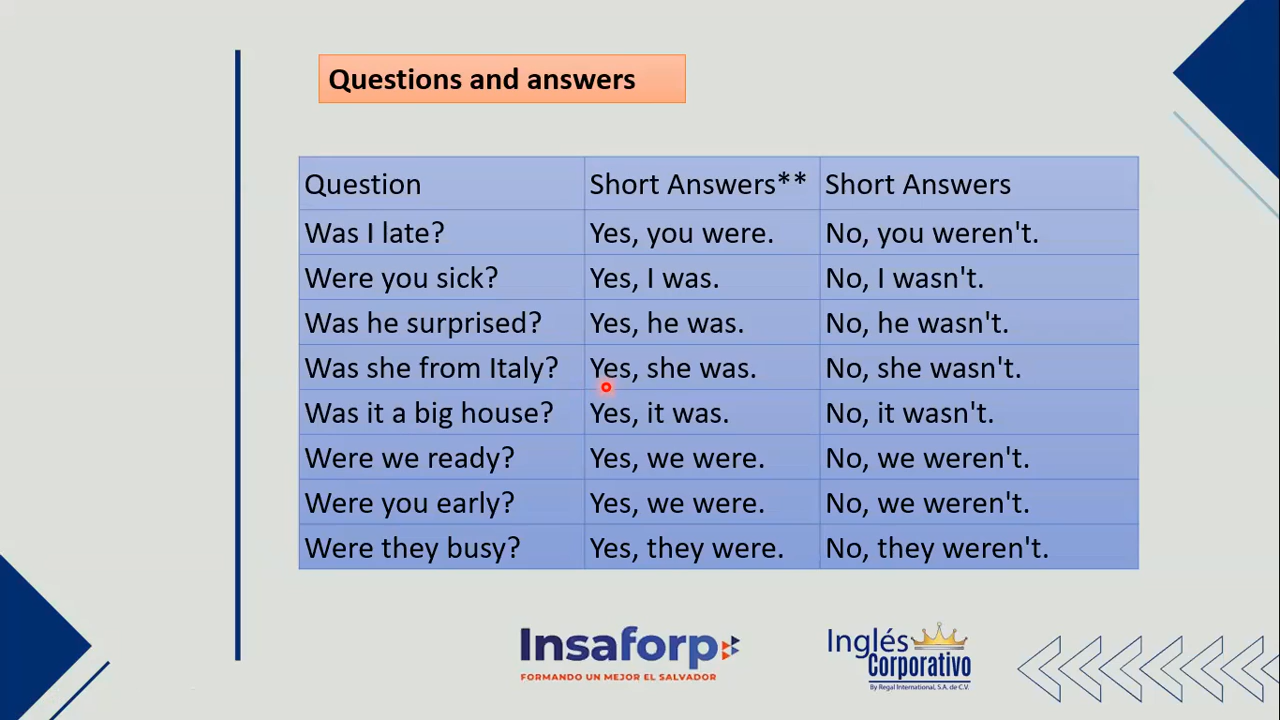 Questions and answers
Question Short Answers** Short Answers
Was I late? Yes, you were. No, you weren't.
Were you sick? Yes, I was. No, I wasn't.
Was he surprised? Yes, he was. No, he wasn't.
Was she from Italy? Yes, she was. No, she wasn't.
Was it a big house? Yes, it was. No, it wasn't.
Were we ready? Yes, we were. No, we weren't.
Were you early? Yes, we were. No, we weren't.
Were they busy? Yes, they were. No, they weren't.
Insaforp
FORMANDO UN MEJOR EL SALVADOR
Inglés
Corporativo
By Regal International, S.A. de C.V.